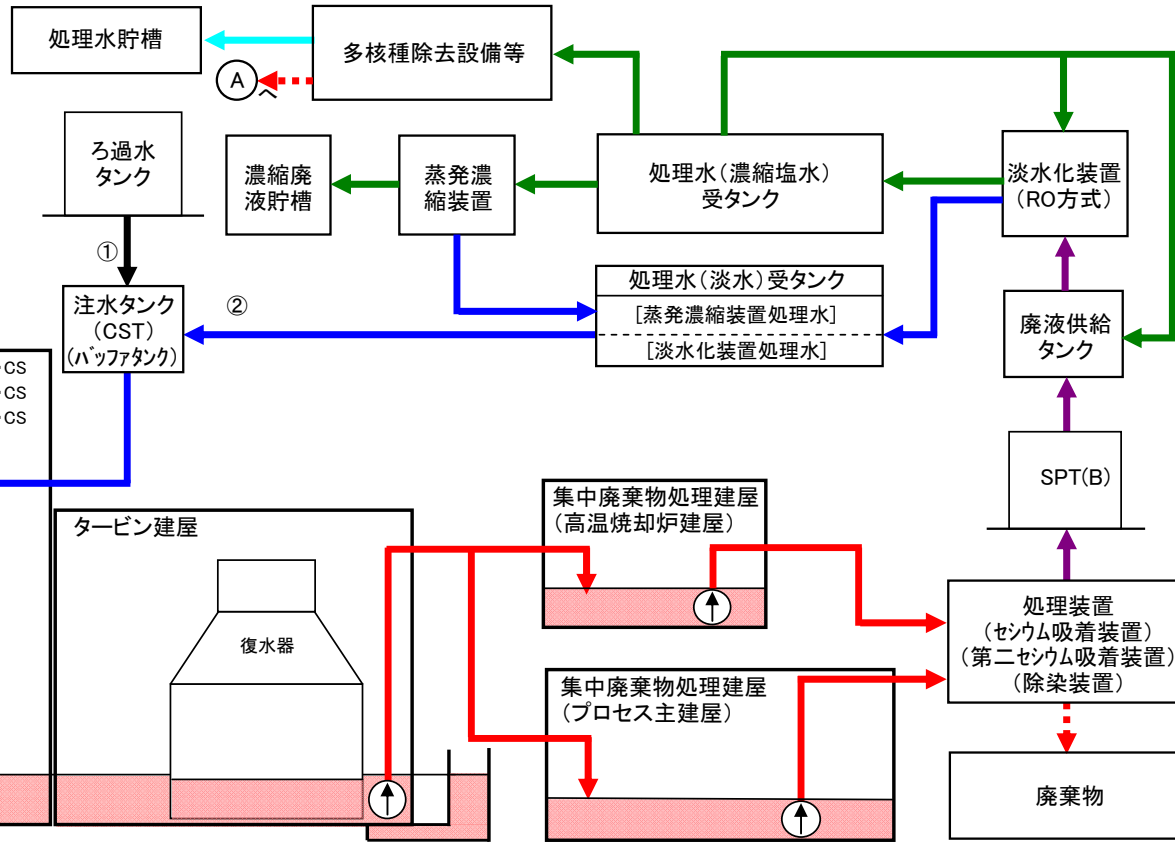 処理水貯槽
多核種除去設備等
A
へ
ろ過水
タンク
濃縮廃
液貯槽
蒸発濃
縮装置
処理水(濃縮塩水)
受タンク
淡水化装置
(RO方式)
①
注水タンク
(CST)
(バッファタンク)
②
処理水(淡水)受タンク
[蒸発濃縮装置処理水]
[淡水化装置処理水]
廃液供給
タンク
・CS
・CS
・CS
SPT(B)
タービン建屋
復水器
集中廃棄物処理建屋
(高温焼却炉建屋)
集中廃棄物処理建屋
(プロセス主建屋)
処理装置
(セシウム吸着装置)
(第二セシウム吸着装置)
(除染装置)
廃棄物